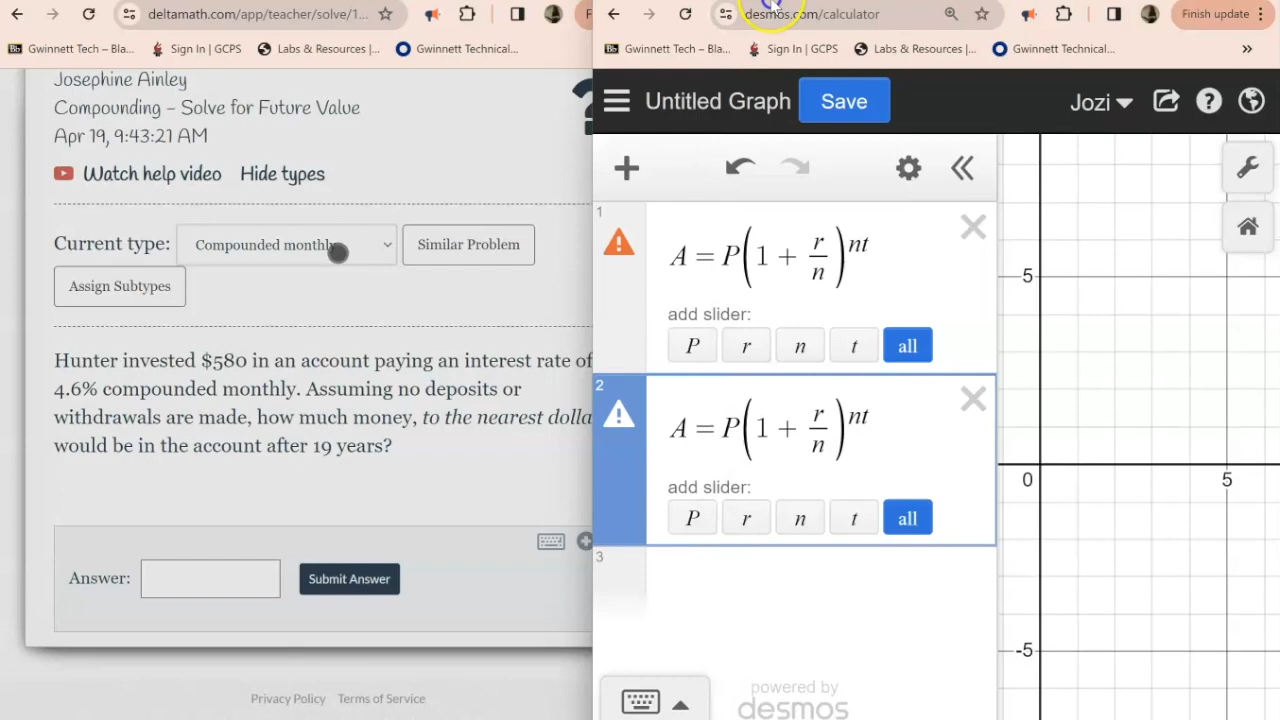 deltamath.com/app/teacher/solve/1...
Gwinnett Tech – Bla...
Sign In | GCPS
Labs & Resources |...
Gwinnett Technical...
Josephine Ainley
Compounding – Solve for Future Value
Apr 19, 9:43:21 AM
Watch help video Hide types
Current type: Compounded monthly Similar Problem
Assign Subtypes
Hunter invested $580 in an account paying an interest rate of
4.6% compounded monthly. Assuming no deposits or
withdrawals are made, how much money, to the nearest
would be in the account after 19 years?
Answer: Submit Answer
Privacy Policy Terms of Service
desmos.com/calculator
Finish update
Gwinnett Tech – Bla...
Sign In | GCPS
Labs & Resources |...
Gwinnett Technical...
Untitled Graph Save Jozi
1
A = P(1 + r/n)^nt
add slider:
P r n t all
2
A = P(1 + r/n)^nt
add slider:
P r n t all
3
powered by
desmos
5
0 5
-5